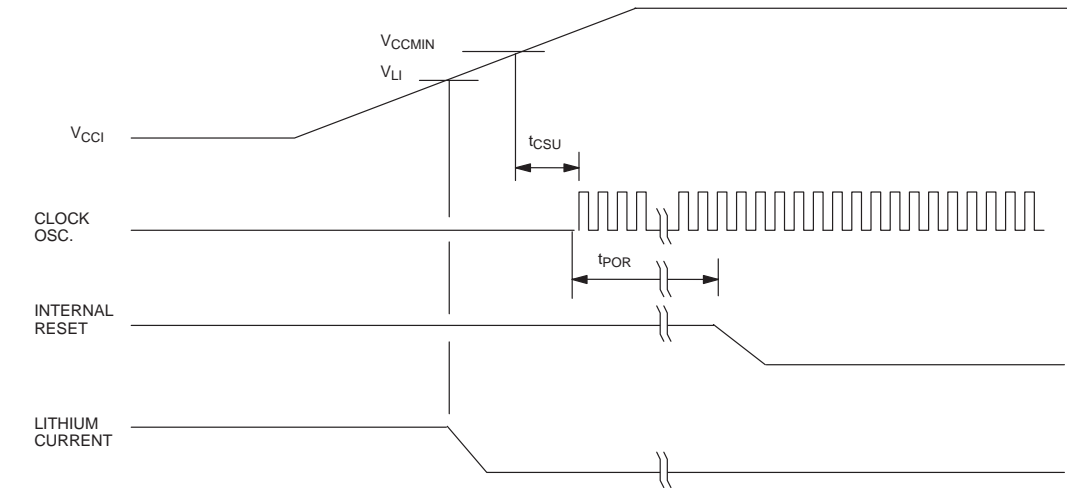 VCCMIN
VLI
VCCI
tCSU
CLOCK
OSC.
tPOR
INTERNAL
RESET
LITHIUM
CURRENT